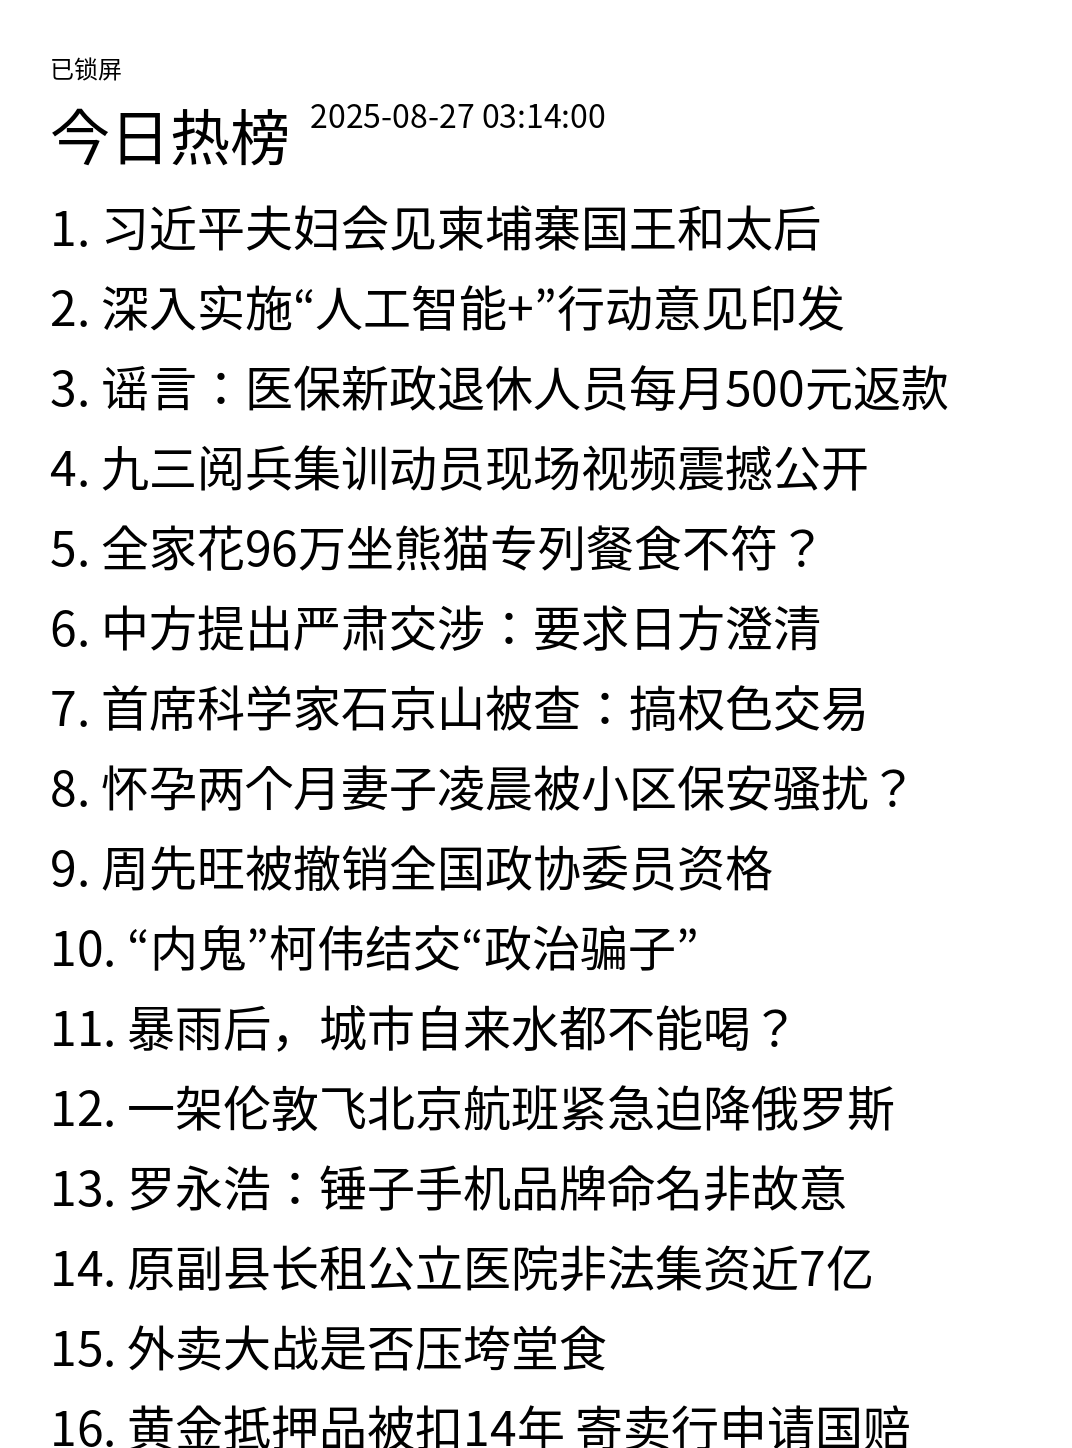 已锁屏
今日热榜 2025-08-27 03:14:00
1. 习近平夫妇会见柬埔寨国王和太后
2. 深入实施“人工智能+”行动意见印发
3. 谣言：医保新政退休人员每月500元返款
4. 九三阅兵集训动员现场视频震撼公开
5. 全家花96万坐熊猫专列餐食不符？
6. 中方提出严肃交涉：要求日方澄清
7. 首席科学家石京山被查：搞权色交易
8. 怀孕两个月妻子凌晨被小区保安骚扰？
9. 周先旺被撤销全国政协委员资格
10. “内鬼”柯伟结交“政治骗子”
11. 暴雨后，城市自来水都不能喝？
12. 一架伦敦飞北京航班紧急迫降俄罗斯
13. 罗永浩：锤子手机品牌命名非故意
14. 原副县长租公立医院非法集资近7亿
15. 外卖大战是否压垮堂食
16. 黄金抵押品被扣14年 寄卖行申请国赔